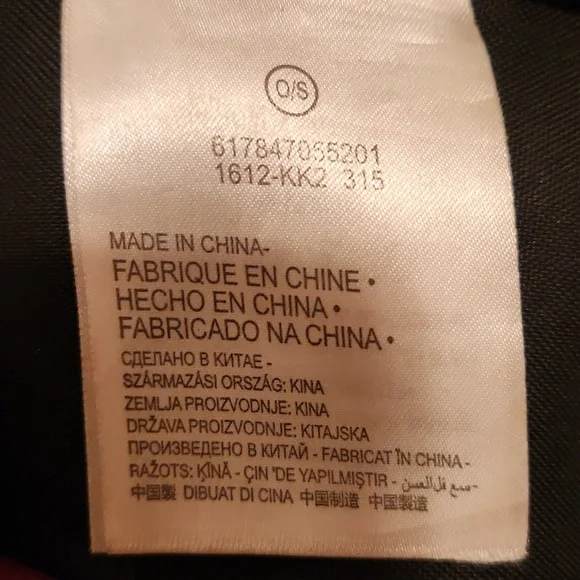 Q/S
617847055201
1612-KK2 315
MADE IN CHINA-
FABRIQUE EN CHINE •
HECHO EN CHINA •
FABRICADO NA CHINA •
СДЕЛАНО В КИТАЕ -
SZÁRMAZÁSI ORSZÁG: KINA
ZEMLJA PROIZVODNJE: KINA
DRŽAVA PROIZVODNJE: KITAJSKA
ПРОИЗВЕДЕНО В КИТАЙ - FABRICAT ÎN CHINA -
RAŽOTS: ĶĪNĀ - ÇIN 'DE YAPILMIŞTIR -
中国製 DIBUAT DI CINA 中国制造 中國製造